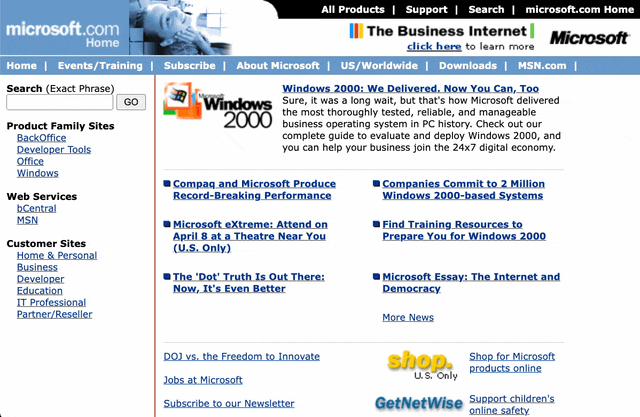 All Products | Support | Search | microsoft.com Home
microsoft.com
Home
The Business Internet
click here to learn more
Microsoft
Home | Events/Training | Subscribe | About Microsoft | US/Worldwide | Downloads | MSN.com |
Search (Exact Phrase)
GO
Product Family Sites
BackOffice
Developer Tools
Office
Windows
Web Services
bCentral
MSN
Customer Sites
Home & Personal
Business
Developer
Education
IT Professional
Partner/Reseller
Microsoft
Windows
2000
Windows 2000: We Delivered. Now You Can, Too
Sure, it was a long wait, but that's how Microsoft delivered
the most thoroughly tested, reliable, and manageable
business operating system in PC history. Check out our
complete guide to evaluate and deploy Windows 2000, and
you can help your business join the 24x7 digital economy.
Compaq and Microsoft Produce
Record-Breaking Performance
Companies Commit to 2 Million
Windows 2000-based Systems
Microsoft eXtreme: Attend on
April 8 at a Theatre Near You
(U.S. Only)
Find Training Resources to
Prepare You for Windows 2000
The 'Dot' Truth Is Out There:
Now, It's Even Better
Microsoft Essay: The Internet and
Democracy
More News
DOJ vs. the Freedom to Innovate
Jobs at Microsoft
Subscribe to our Newsletter
shop.
U.S. Only
Shop for Microsoft
products online
GetNetWise
Support children's
online safety